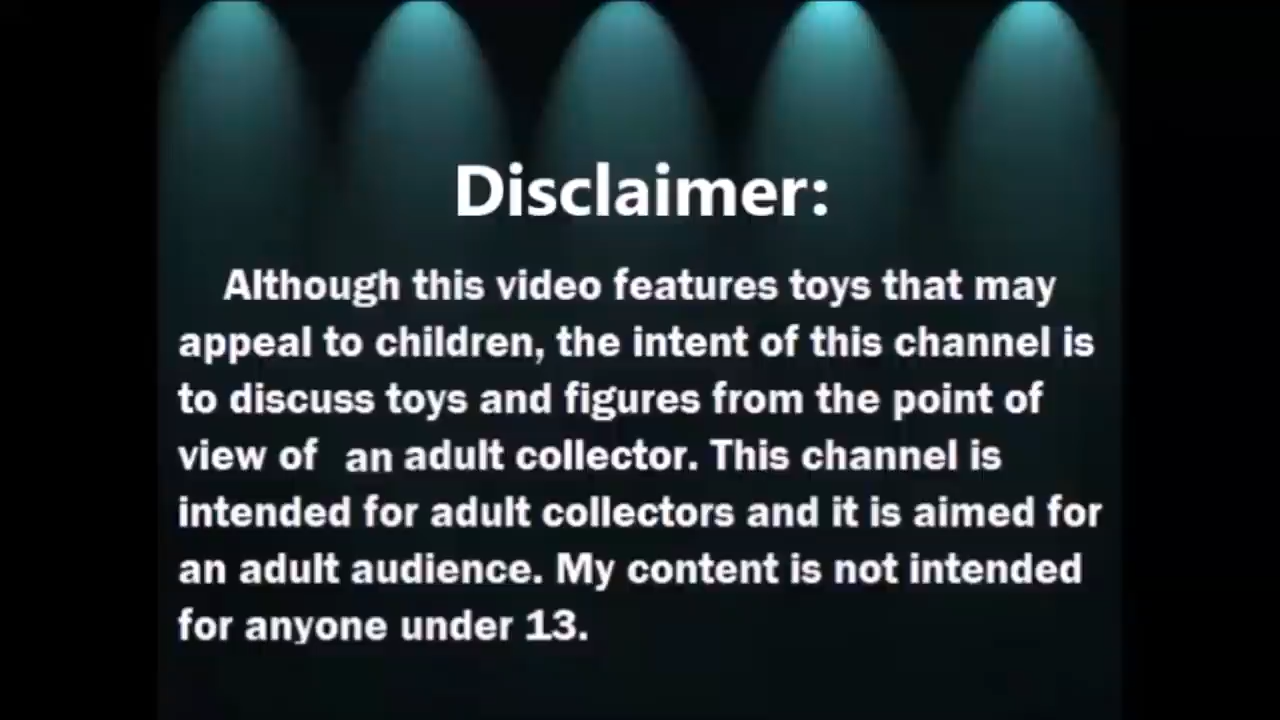 Disclaimer:
Although this video features toys that may
appeal to children, the intent of this channel is
to discuss toys and figures from the point of
view of an adult collector. This channel is
intended for adult collectors and it is aimed for
an adult audience. My content is not intended
for anyone under 13.